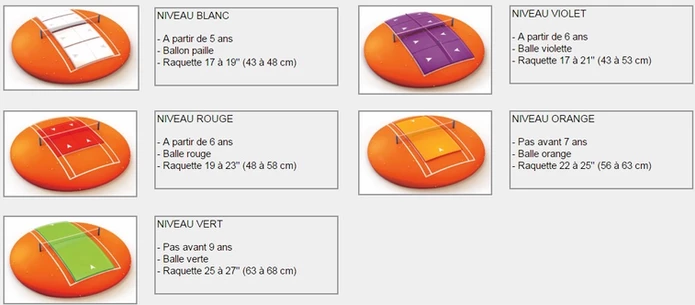 NIVEAU BLANC
- A partir de 5 ans
- Ballon paille
- Raquette 17 à 19" (43 à 48 cm)
NIVEAU VIOLET
- A partir de 6 ans
- Balle violette
- Raquette 17 à 21" (43 à 53 cm)
NIVEAU ROUGE
- A partir de 6 ans
- Balle rouge
- Raquette 19 à 23" (48 à 58 cm)
NIVEAU ORANGE
- Pas avant 7 ans
- Balle orange
- Raquette 22 à 25" (56 à 63 cm)
NIVEAU VERT
- Pas avant 9 ans
- Balle verte
- Raquette 25 à 27" (63 à 68 cm)